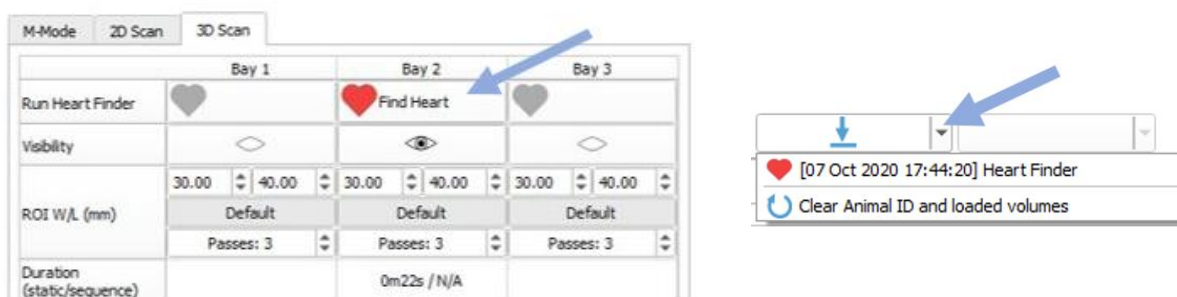 M-Mode 2D Scan 3D Scan
Bay 1 Bay 2 Bay 3
Run Heart Finder Find Heart
Visibility
30.00 40.00 30.00 40.00 30.00 40.00
ROI W/L (mm) Default Default Default
Passes: 3 Passes: 3 Passes: 3
Duration
(static/sequence) 0m22s / N/A
[07 Oct 2020 17:44:20] Heart Finder
Clear Animal ID and loaded volumes